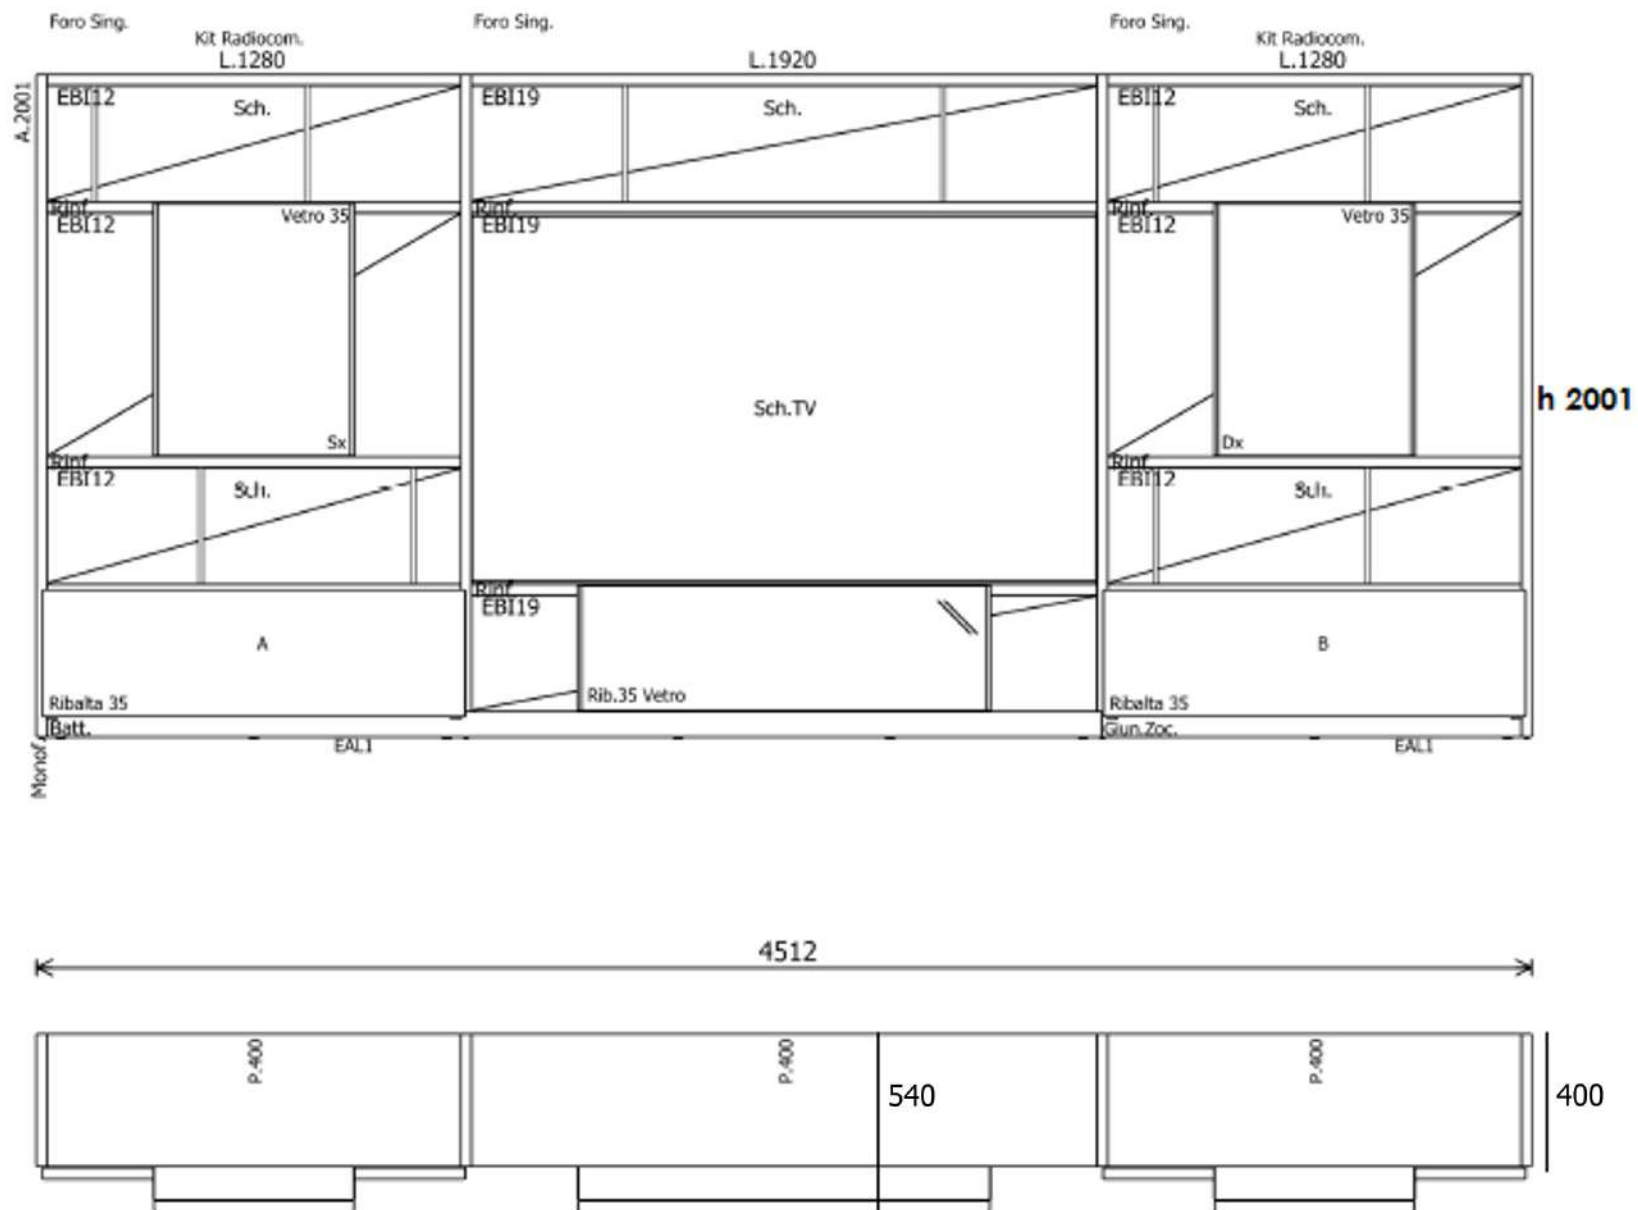 Foro Sing.
Foro Sing.
Foro Sing.
Kit Radiocom.
Kit Radiocom.
L.1280
L.1920
L.1280
A.2001
EBI12
Sch.
EBI19
Sch.
EBI12
Sch.
Rinf.
Rinf.
Rinf.
EBI12
Vetro 35
EBI19
EBI12
Vetro 35
h 2001
Sch.TV
Sx
Dx
Rinf.
Rinf.
EBI12
EBI12
Sch.
Sch.
Rinf.
EBI19
A
B
Ribalta 35
Rib.35 Vetro
Ribalta 35
Batt.
Giun.Zoc.
EAL1
EAL1
Monof.
4512
P.400
P.400
P.400
540
400